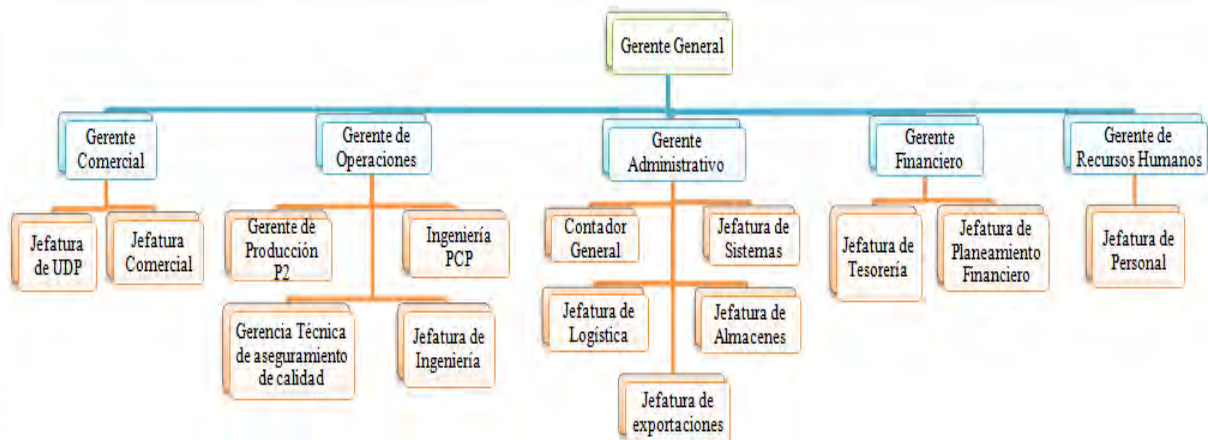 Gerente General
Gerente
Comercial
Gerente de
Operaciones
Gerente
Administrativo
Gerente
Financiero
Gerente de
Recursos Humanos
Jefatura
de UDP
Jefatura
Comercial
Gerente de
Producción
P2
Ingeniería
PCP
Gerencia Técnica
de aseguramiento
de calidad
Jefatura de
Ingeniería
Contador
General
Jefatura de
Sistemas
Jefatura de
Logística
Jefatura de
Almacenes
Jefatura de
exportaciones
Jefatura de
Tesorería
Jefatura de
Planeamiento
Financiero
Jefatura de
Personal